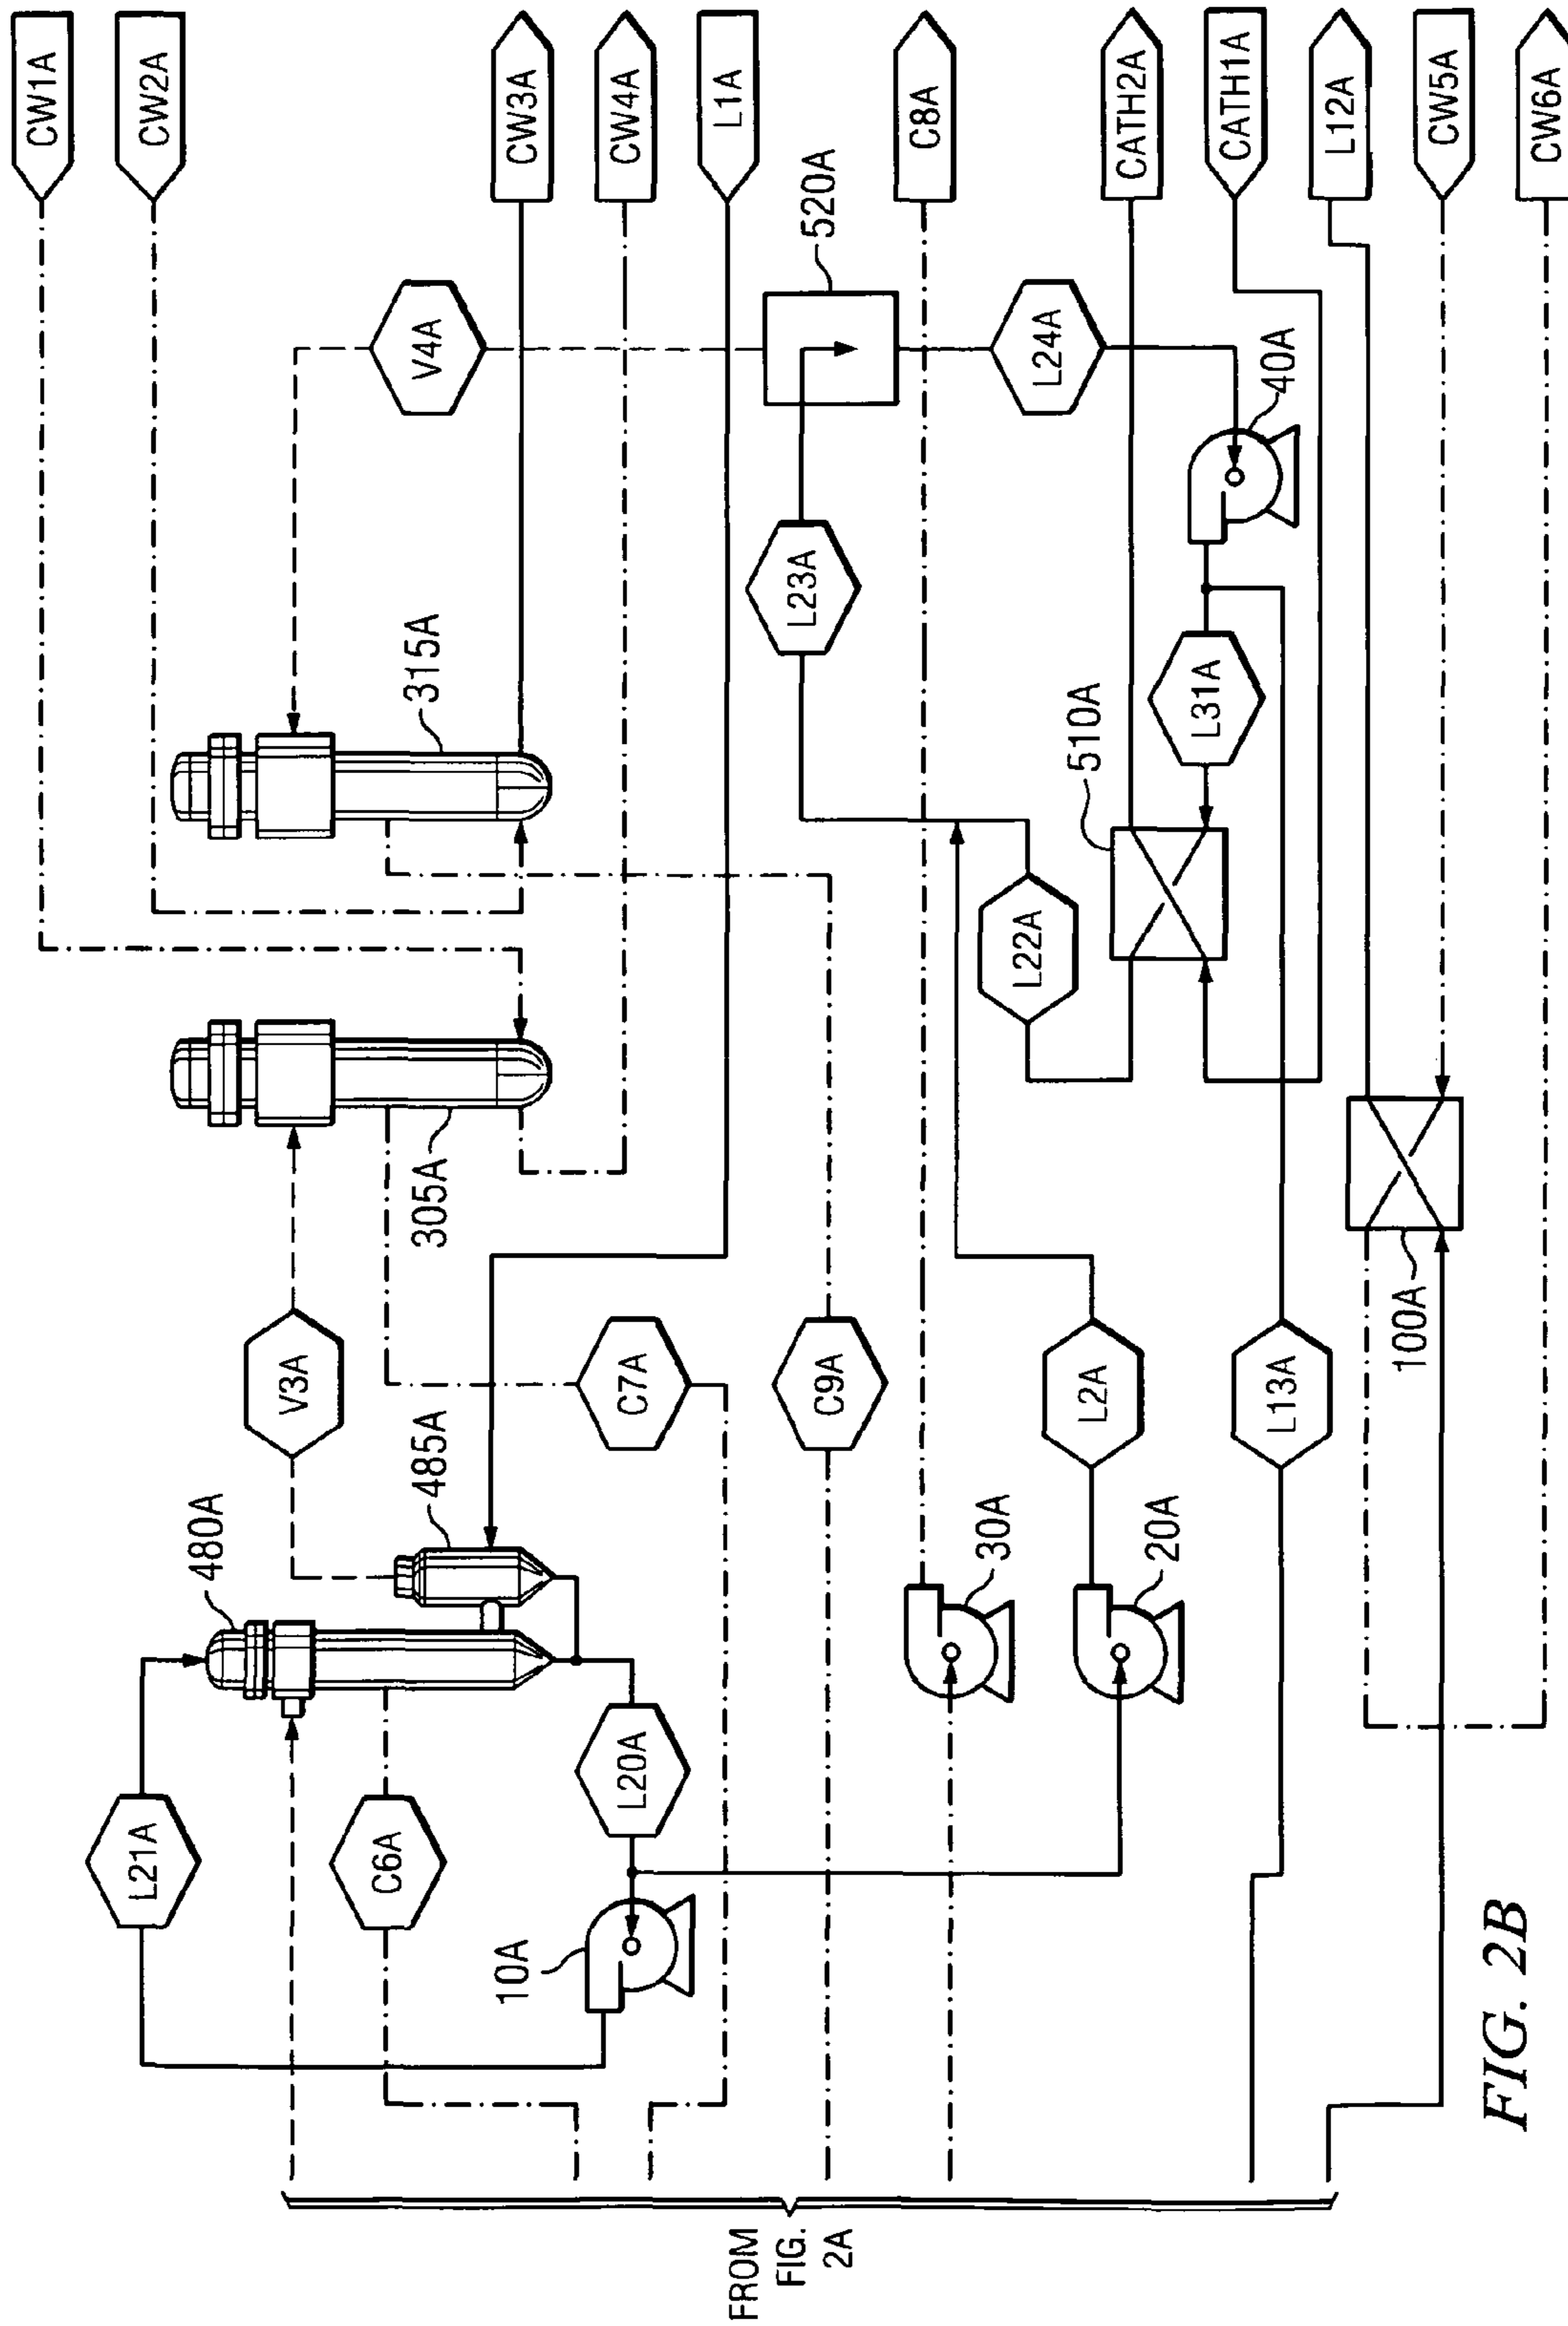 CW1A
CW2A
CW3A
CW4A
L1A
C8A
CATH2A
CATH1A
L12A
CW5A
CW6A
V4A
520A
L24A
40A
L23A
315A
L31A
510A
L22A
305A
100A
V3A
C7A
C9A
L2A
L13A
480A
485A
30A
20A
L21A
C6A
L20A
10A
FROM
FIG.
2A
FIG. 2B